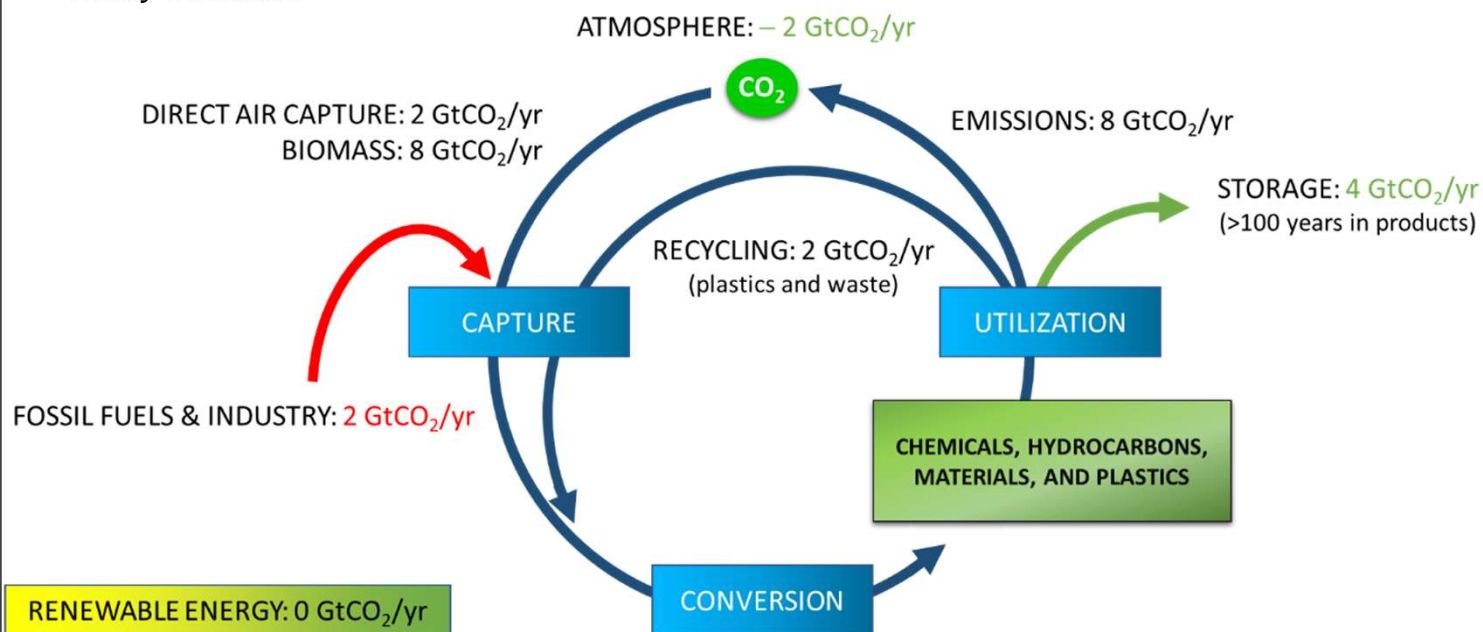 ATMOSPHERE: – 2 GtCO₂/yr
CO₂
DIRECT AIR CAPTURE: 2 GtCO₂/yr
BIOMASS: 8 GtCO₂/yr
EMISSIONS: 8 GtCO₂/yr
STORAGE: 4 GtCO₂/yr
(>100 years in products)
RECYCLING: 2 GtCO₂/yr
(plastics and waste)
CAPTURE
UTILIZATION
FOSSIL FUELS & INDUSTRY: 2 GtCO₂/yr
CHEMICALS, HYDROCARBONS,
MATERIALS, AND PLASTICS
CONVERSION
RENEWABLE ENERGY: 0 GtCO₂/yr